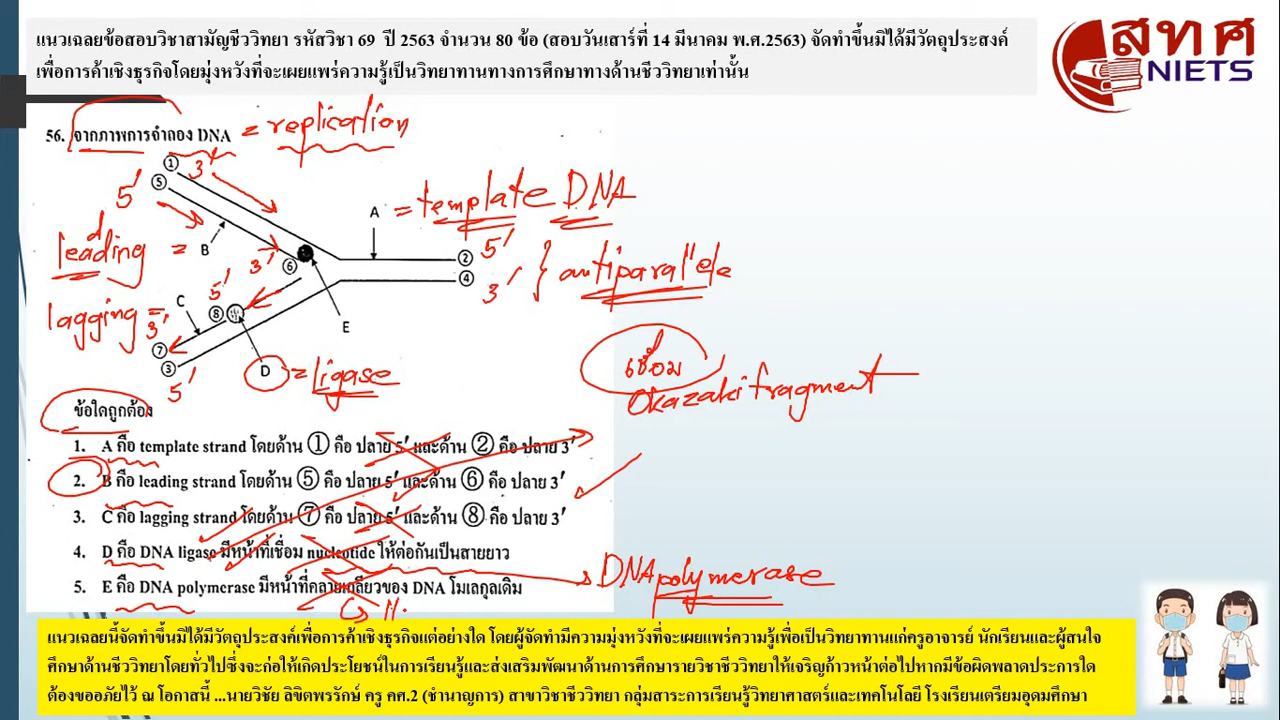 แนวเฉลยข้อสอบวิชาสามัญชีววิทยา รหัสวิชา 69 ปี 2563 จำนวน 80 ข้อ (สอบวันเสาร์ที่ 14 มีนาคม พ.ศ.2563) จัดทำขึ้นมิได้มีวัตถุประสงค์
เพื่อการค้าเชิงธุรกิจโดยมุ่งหวังที่จะเผยแพร่ความรู้เป็นวิทยาทานทางการศึกษาทางด้านชีววิทยาเท่านั้น
สทศ
NIETS
56. จากภาพการจำลอง DNA = replication
① 3'
5' ⑤
A = template DNA
leading = B
② 5'
⑥ 3'
④ 3' } antiparallele
5'
lagging = C ⑧
3' ⑦
E
③ 5'
D = ligase
เชื่อม
Okazaki fragment
ข้อใดถูกต้อง
1. A คือ template strand โดยด้าน ① คือ ปลาย 5' และด้าน ② คือ ปลาย 3'
2. B คือ leading strand โดยด้าน ⑤ คือ ปลาย 5' และด้าน ⑥ คือ ปลาย 3'
3. C คือ lagging strand โดยด้าน ⑦ คือ ปลาย 5' และด้าน ⑧ คือ ปลาย 3'
4. D คือ DNA ligase มีหน้าที่เชื่อม nucleotide ให้ต่อกันเป็นสายยาว
DNA polymerase
5. E คือ DNA polymerase มีหน้าที่คลายเกลียวของ DNA โมเลกุลเดิม
แนวเฉลยนี้จัดทำขึ้นมิได้มีวัตถุประสงค์เพื่อการค้าเชิงธุรกิจแต่อย่างใด โดยผู้จัดทำมีความมุ่งหวังที่จะเผยแพร่ความรู้เพื่อเป็นวิทยาทานแก่ครูอาจารย์ นักเรียนและผู้สนใจ
ศึกษาด้านชีววิทยาโดยทั่วไปซึ่งจะก่อให้เกิดประโยชน์ในการเรียนรู้และส่งเสริมพัฒนาด้านการศึกษารายวิชาชีววิทยาให้เจริญก้าวหน้าต่อไปหากมีข้อผิดพลาดประการใด
ต้องขออภัยไว้ ณ โอกาสนี้ ...นายวิชัย ลิขิตพรรักษ์ ครู คศ.2 (ชำนาญการ) สาขาวิชาชีววิทยา กลุ่มสาระการเรียนรู้วิทยาศาสตร์และเทคโนโลยี โรงเรียนเตรียมอุดมศึกษา